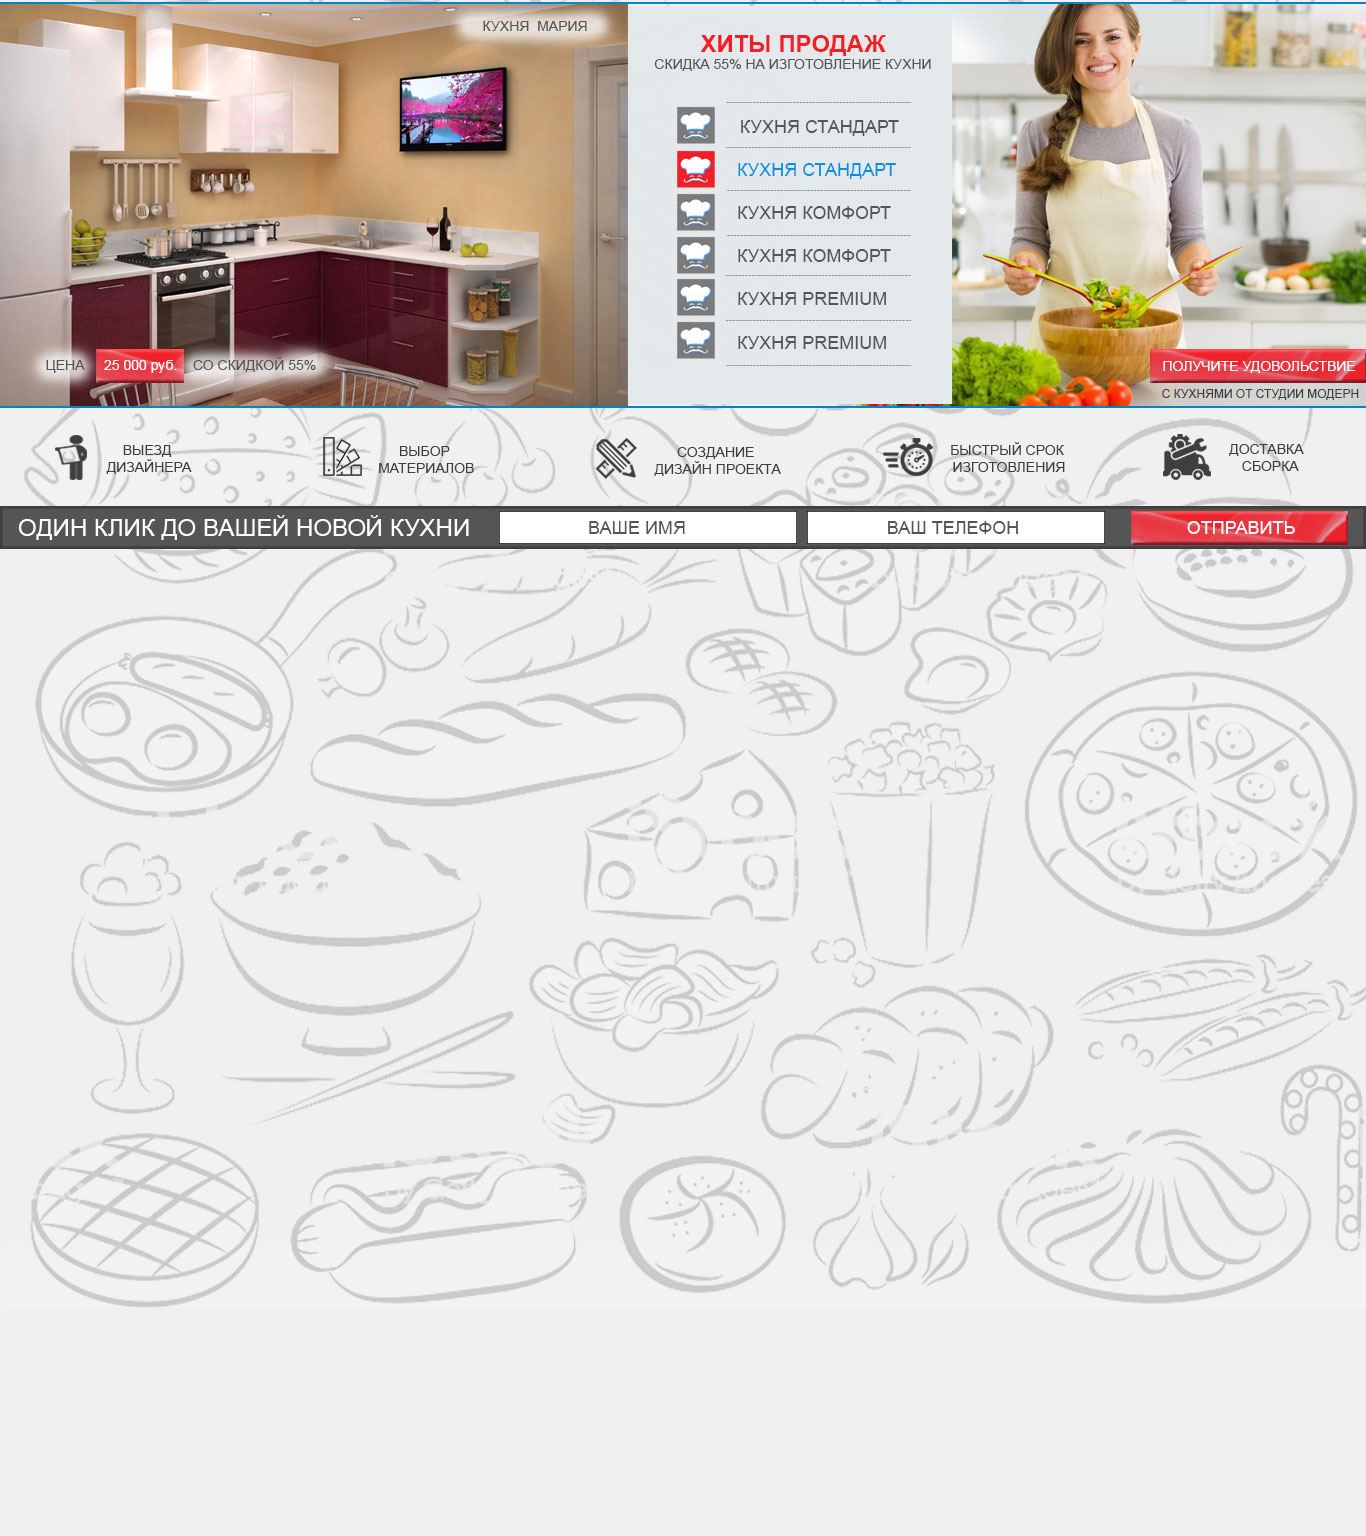 КУХНЯ МАРИЯ
ЦЕНА 25 000 руб. СО СКИДКОЙ 55%
ХИТЫ ПРОДАЖ
СКИДКА 55% НА ИЗГОТОВЛЕНИЕ КУХНИ
КУХНЯ СТАНДАРТ
КУХНЯ СТАНДАРТ
КУХНЯ КОМФОРТ
КУХНЯ КОМФОРТ
КУХНЯ PREMIUM
КУХНЯ PREMIUM
ПОЛУЧИТЕ УДОВОЛЬСТВИЕ
С КУХНЯМИ ОТ СТУДИИ МОДЕРН
ВЫЕЗД
ДИЗАЙНЕРА
ВЫБОР
МАТЕРИАЛОВ
СОЗДАНИЕ
ДИЗАЙН ПРОЕКТА
БЫСТРЫЙ СРОК
ИЗГОТОВЛЕНИЯ
ДОСТАВКА
СБОРКА
ОДИН КЛИК ДО ВАШЕЙ НОВОЙ КУХНИ
ВАШЕ ИМЯ
ВАШ ТЕЛЕФОН
ОТПРАВИТЬ